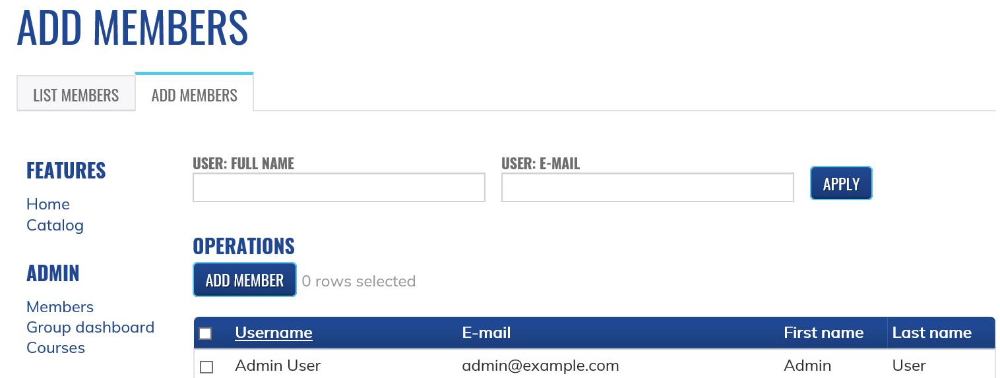 ADD MEMBERS
LIST MEMBERS ADD MEMBERS
FEATURES
Home
Catalog
ADMIN
Members
Group dashboard
Courses
USER: FULL NAME USER: E-MAIL
APPLY
OPERATIONS
ADD MEMBER 0 rows selected
Username E-mail First name Last name
Admin User admin@example.com Admin User